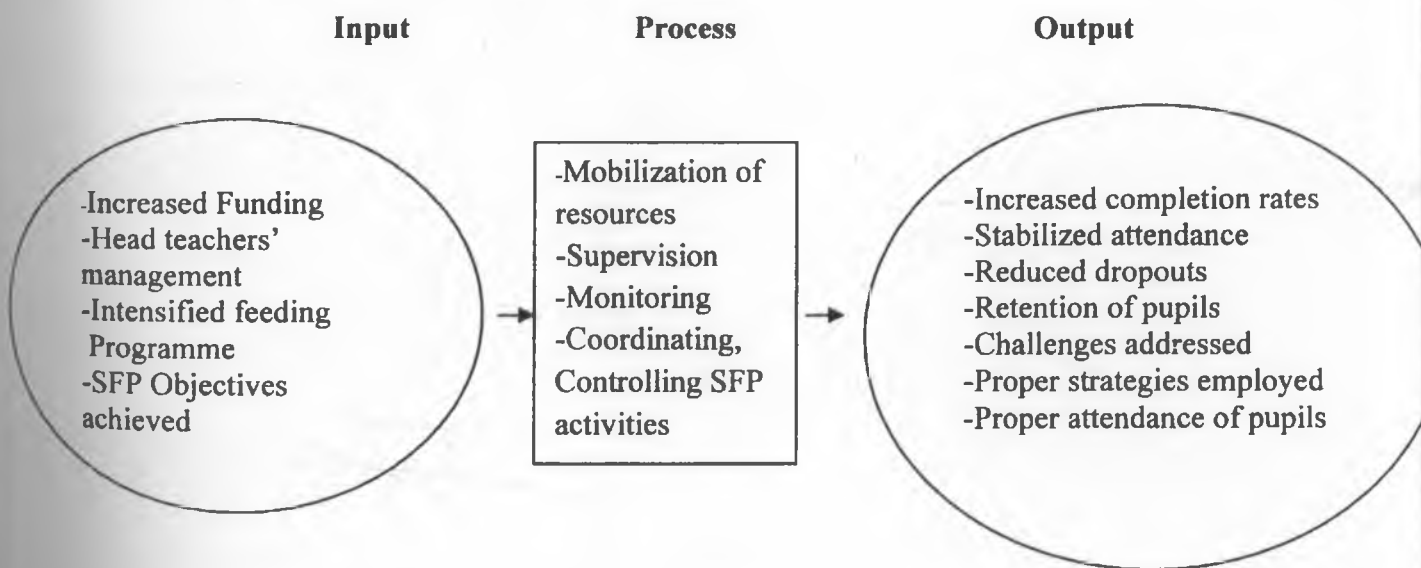 Input
Process
Output
-Increased Funding
-Head teachers'
management
-Intensified feeding
Programme
-SFP Objectives
achieved
-Mobilization of
resources
-Supervision
-Monitoring
-Coordinating,
Controlling SFP
activities
-Increased completion rates
-Stabilized attendance
-Reduced dropouts
-Retention of pupils
-Challenges addressed
-Proper strategies employed
-Proper attendance of pupils